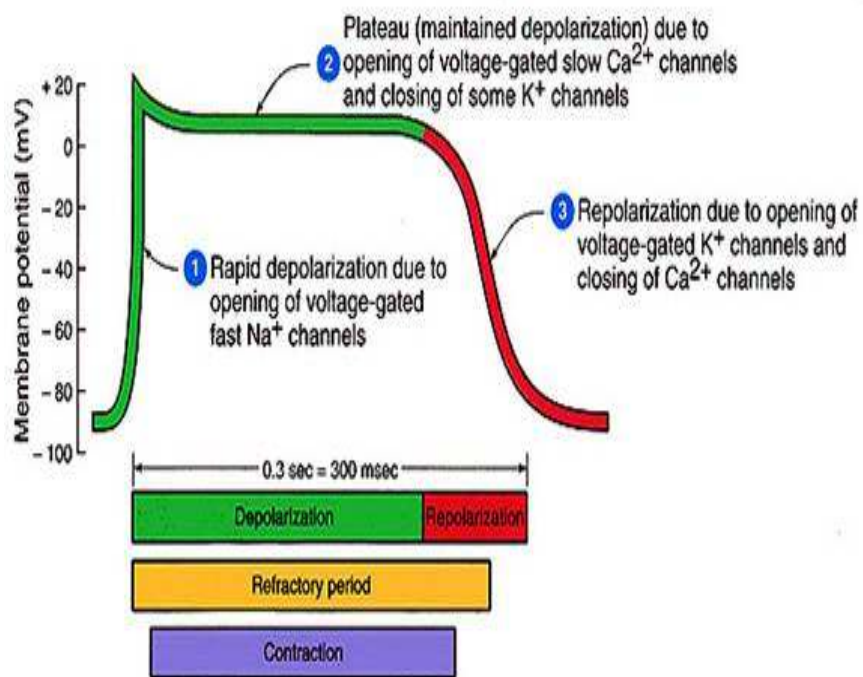 Plateau (maintained depolarization) due to
2 opening of voltage-gated slow Ca2+ channels
and closing of some K+ channels
Membrane potential (mV)
+20
0
-20
-40
-60
-80
-100
3 Repolarization due to opening of
voltage-gated K+ channels and
closing of Ca2+ channels
1 Rapid depolarization due to
opening of voltage-gated
fast Na+ channels
0.3 sec = 300 msec
Depolarization
Repolarization
Refractory period
Contraction